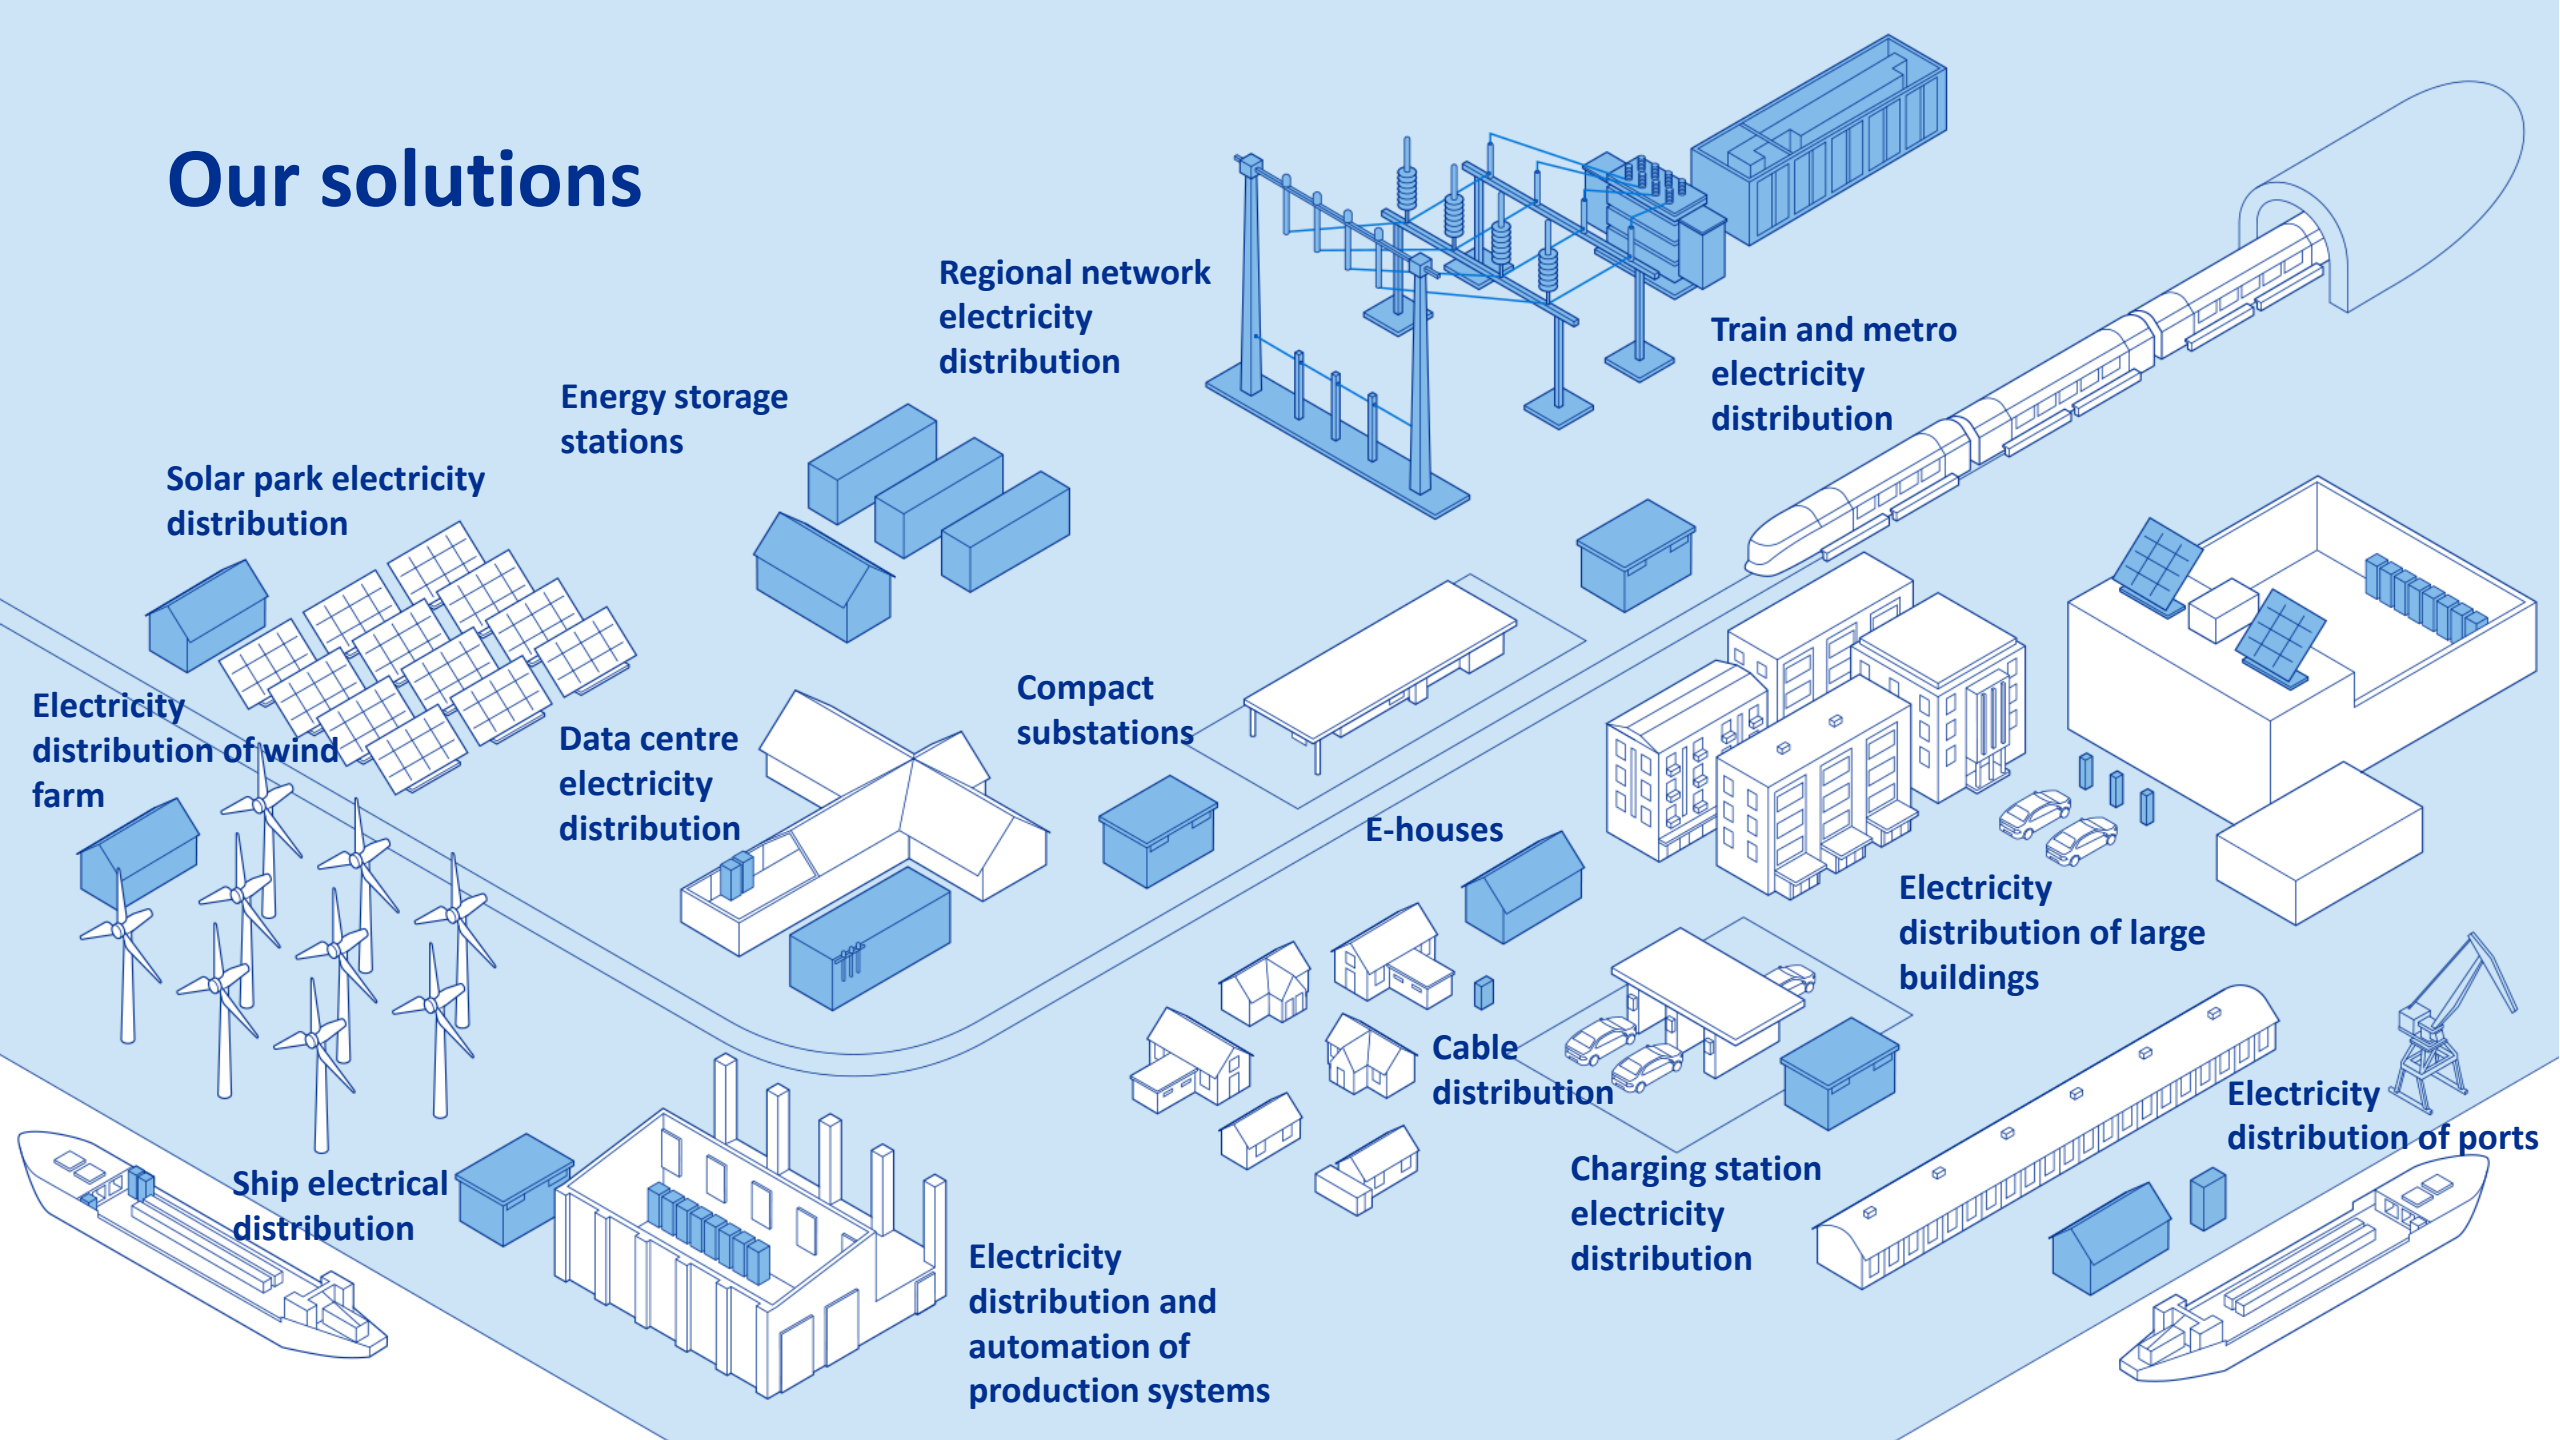 Our solutions
Regional network
electricity
distribution
Train and metro
electricity
distribution
Energy storage
stations
Solar park electricity
distribution
Electricity
distribution of wind
farm
Data centre
electricity
distribution
Compact
substations
E-houses
Electricity
distribution of large
buildings
Cable
distribution
Electricity
distribution of ports
Ship electrical
distribution
Charging station
electricity
distribution
Electricity
distribution and
automation of
production systems